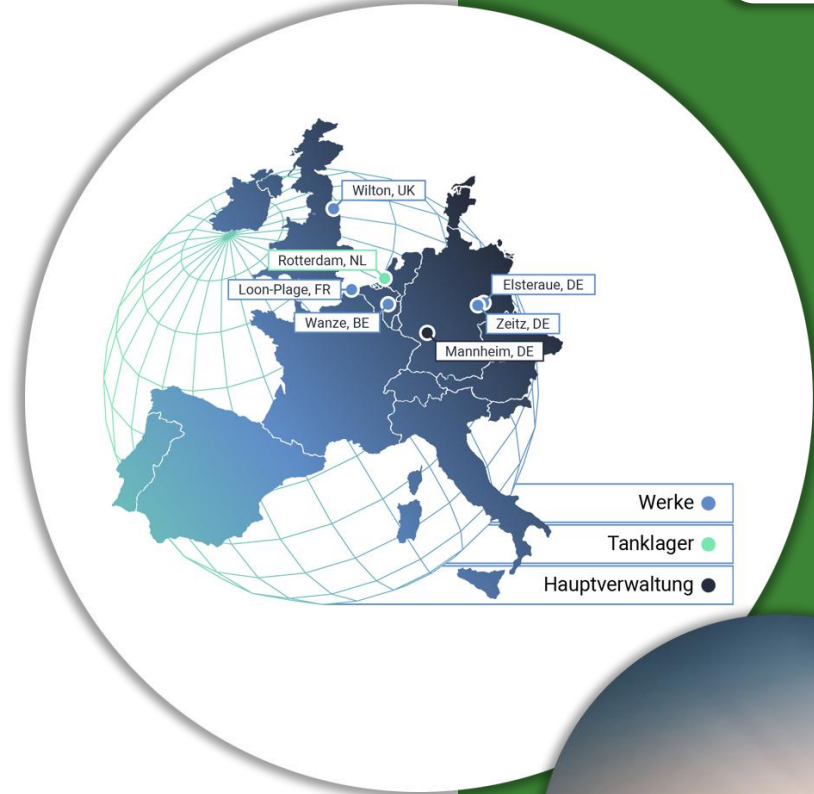 Wilton, UK
Rotterdam, NL
Loon-Plage, FR
Elsteraue, DE
Wanze, BE
Zeitz, DE
Mannheim, DE
Werke
Tanklager
Hauptverwaltung